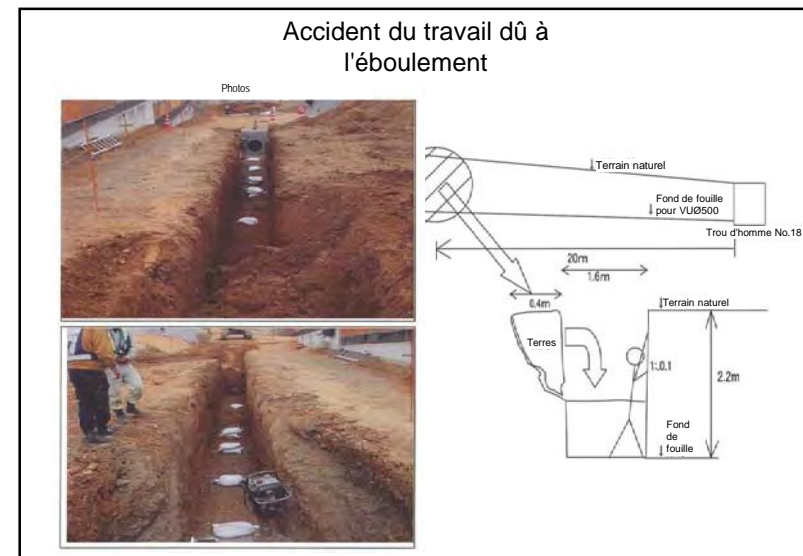 Accident du travail dû à
l'éboulement
Photos
Terrain naturel
Fond de fouille
pour VUØ500
Trou d'homme No.18
20m
1.6m
0.4m
Terrain naturel
Terres
1:.0.1
2.2m
Fond
de
fouille